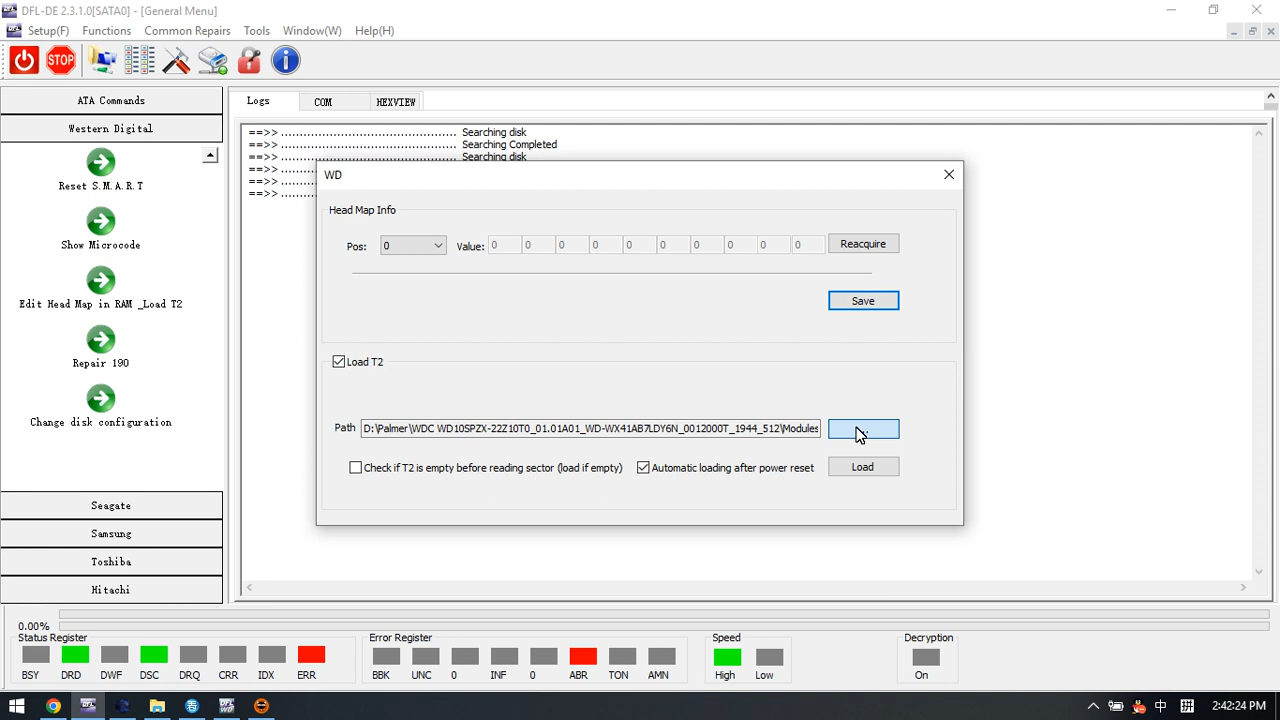 DFL-DE 2.3.1.0[SATA0] - [General Menu]
Setup(F) Functions Common Repairs Tools Window(W) Help(H)
STOP
ATA Commands
Western Digital
Reset S.M.A.R.T
Show Microcode
Edit Head Map in RAM _Load T2
Repair 190
Change disk configuration
Seagate
Samsung
Toshiba
Hitachi
Logs COM HEXVIEW
==>> ............................................... Searching disk
==>> ............................................... Searching Completed
==>> ............................................... Searching disk
==>> .........
==>> .........
==>> .........
WD
Head Map Info
Pos: 0 Value: 0 0 0 0 0 0 0 0 0 0 Reacquire
Save
Load T2
Path D:\Palmer\WDC WD10SPZX-22Z10T0_01.01A01_WD-WX41AB7LDY6N_0012000T_1944_512\Modules
Check if T2 is empty before reading sector (load if empty) Automatic loading after power reset Load
0.00%
Status Register Error Register Speed Decryption
BSY DRD DWF DSC DRQ CRR IDX ERR BBK UNC 0 INF 0 ABR TON AMN High Low On
中 拼 2:42:24 PM